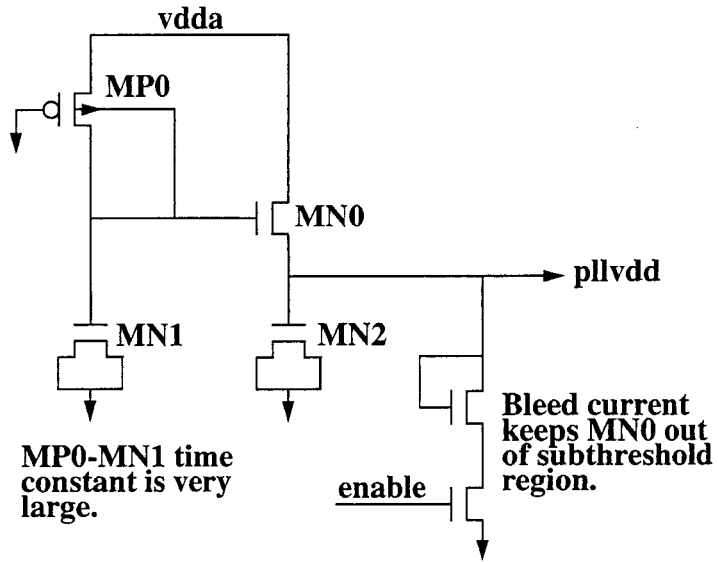 vdda
MP0
MN0
pllvdd
MN1
MN2
Bleed current
keeps MN0 out
of subthreshold
region.
MP0-MN1 time
constant is very
large.
enable